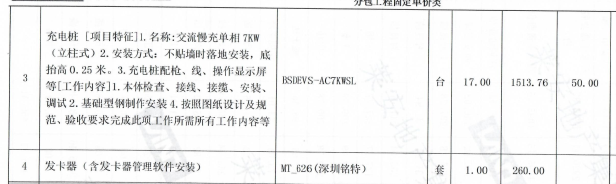 分包工程固定单价类
3
充电桩 [项目特征]1.名称:交流慢充单相 7KW
（立柱式）2.安装方式：不贴墙时落地安装，底
抬高 0.25 米。3.充电桩配枪、线、操作显示屏
等[工作内容]1.本体检查、接线、接缆、安装、
调试 2.基础型钢制作安装 4.按照图纸设计及规
范、验收要求完成此项工作所需所有工作内容等
BSDEVS-AC7KWSL
台
17.00
1513.76
50.00
4
发卡器（含发卡器管理软件安装）
MT_626(深圳铭特)
套
1.00
260.00